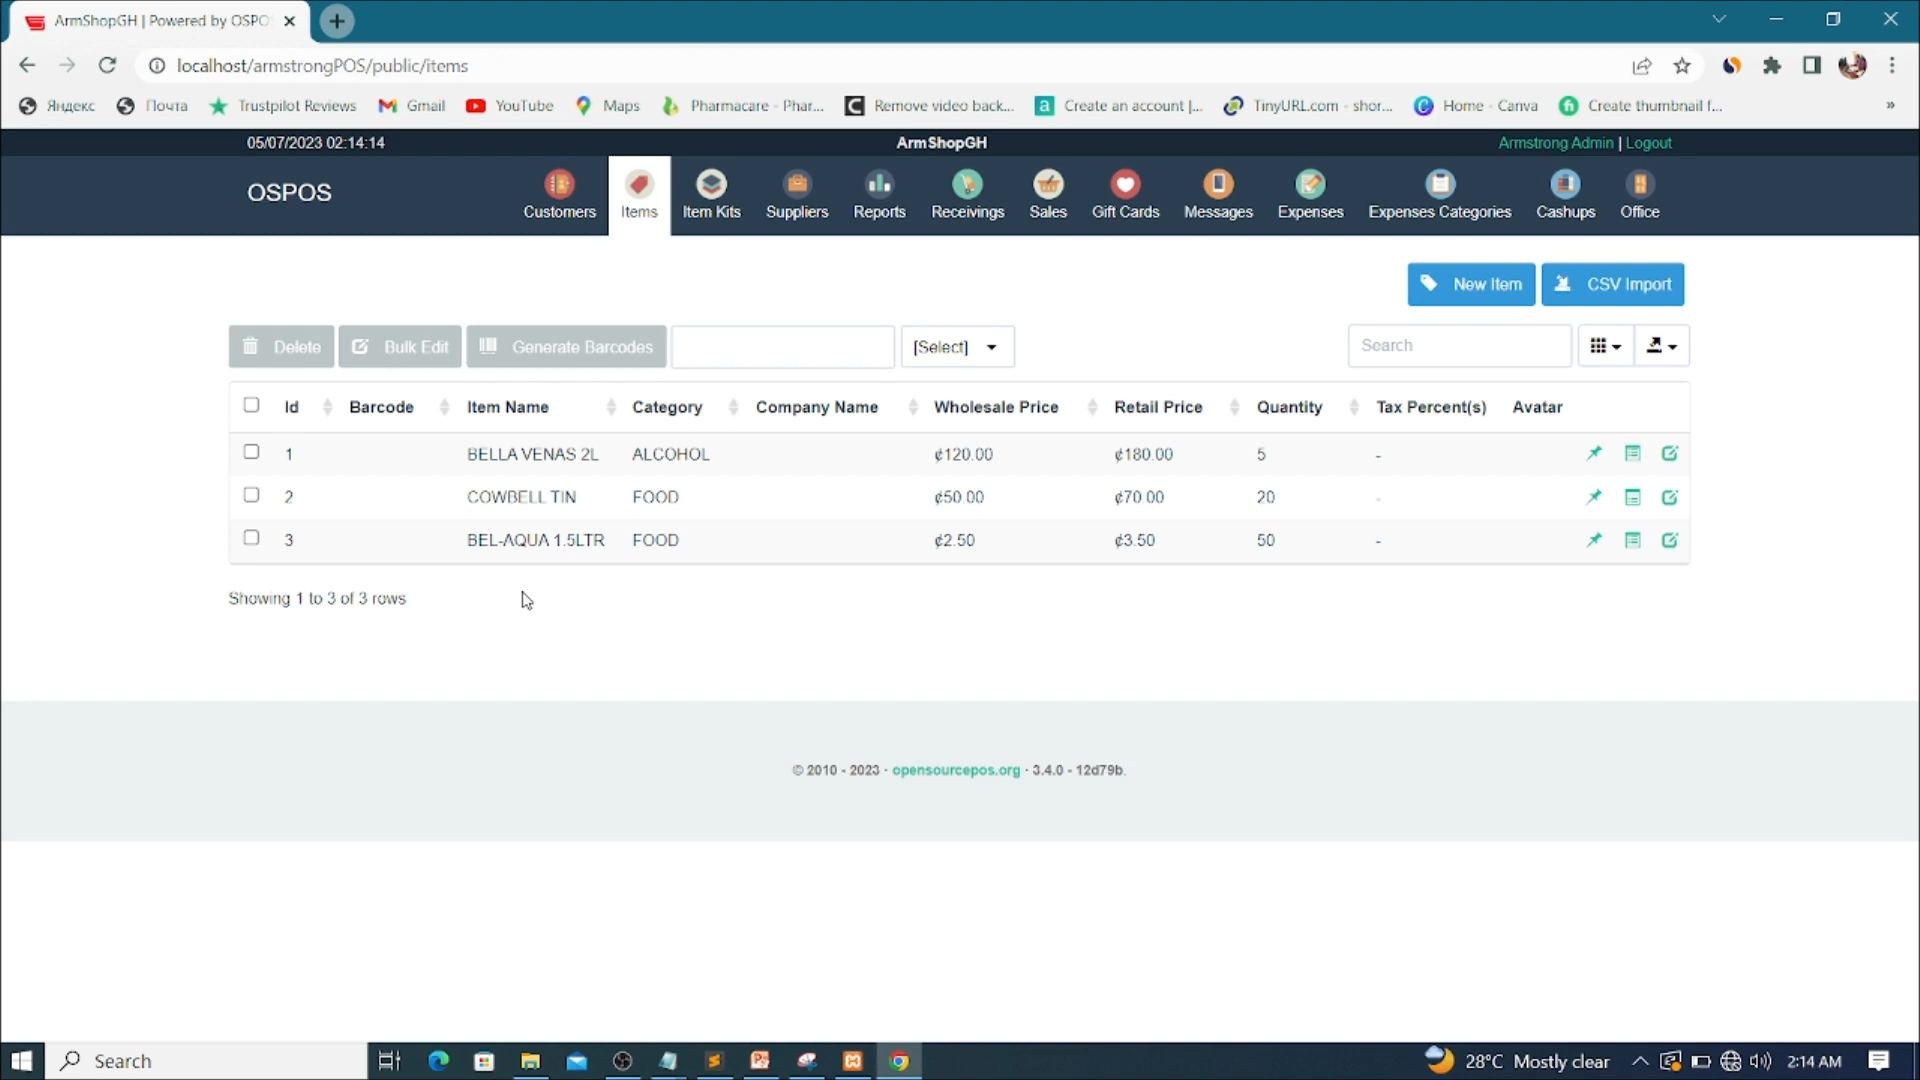 ArmShopGH | Powered by OSPO
localhost/armstrongPOS/public/items
Яндекс Почта Trustpilot Reviews Gmail YouTube Maps Pharmacare - Phar... Remove video back... Create an account |... TinyURL.com - shor... Home - Canva Create thumbnail f... »
05/07/2023 02:14:14 ArmShopGH Armstrong Admin | Logout
OSPOS Customers Items Item Kits Suppliers Reports Receivings Sales Gift Cards Messages Expenses Expenses Categories Cashups Office
New Item CSV Import
Delete Bulk Edit Generate Barcodes [Select] Search
Id Barcode Item Name Category Company Name Wholesale Price Retail Price Quantity Tax Percent(s) Avatar
1 BELLA VENAS 2L ALCOHOL ₵120.00 ₵180.00 5 -
2 COWBELL TIN FOOD ₵50.00 ₵70.00 20 -
3 BEL-AQUA 1.5LTR FOOD ₵2.50 ₵3.50 50 -
Showing 1 to 3 of 3 rows
© 2010 - 2023 · opensourcepos.org · 3.4.0 - 12d79b.
Search 28°C Mostly clear 2:14 AM